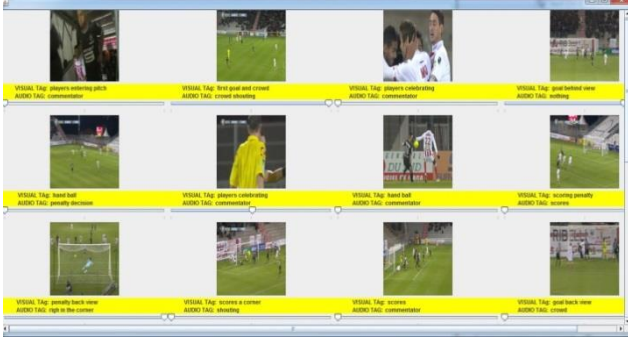 VISUAL TAg: players entering pitch
AUDIO TAG: commentator
VISUAL TAg: first goal and crowd
AUDIO TAG: crowd shouting
VISUAL TAg: players celebrating
AUDIO TAG: commentator
VISUAL TAg: goal behind view
AUDIO TAG: nothing
VISUAL TAg: hand ball
AUDIO TAG: penalty decision
VISUAL TAg: players celebrating
AUDIO TAG: commentator
VISUAL TAg: hand ball
AUDIO TAG: commentator
VISUAL TAg: scoring penalty
AUDIO TAG: scores
VISUAL TAg: penalty back view
AUDIO TAG: righ in the corner
VISUAL TAg: scores a corner
AUDIO TAG: shouting
VISUAL TAg: scores
AUDIO TAG: commentator
VISUAL TAg: goal back view
AUDIO TAG: crowd